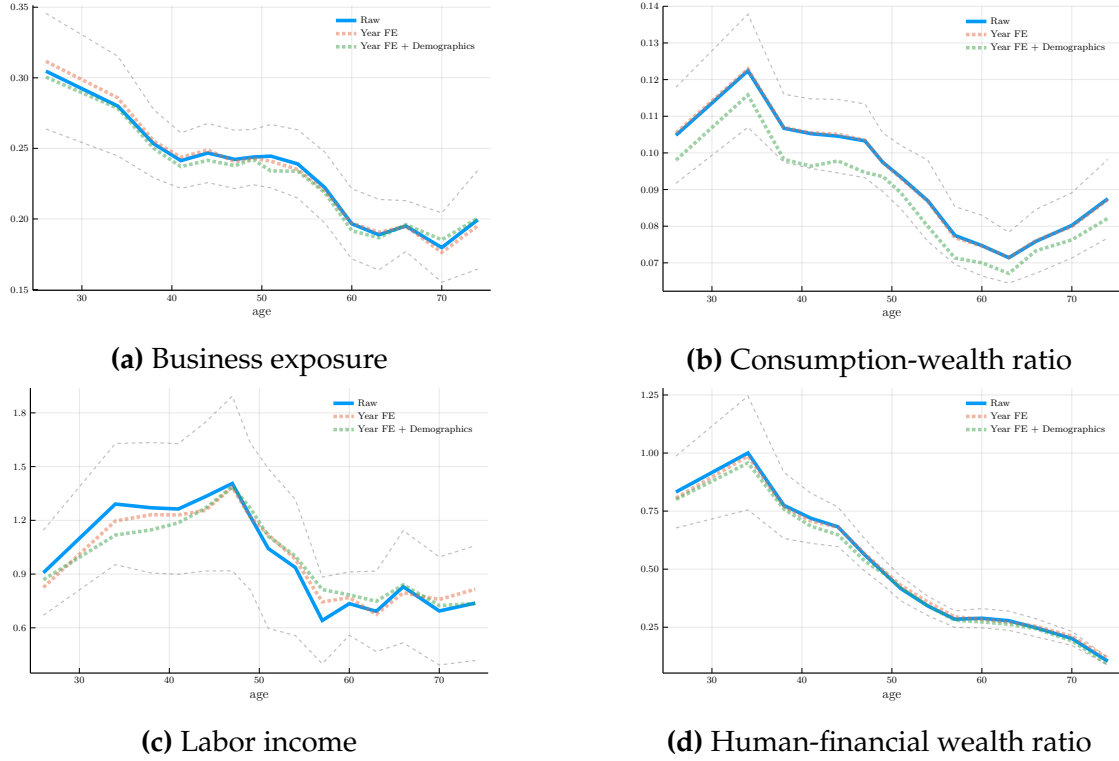 0.35
0.30
0.25
0.20
0.15
30
40
50
60
70
age
Raw
Year FE
Year FE + Demographics
(a) Business exposure
0.14
0.13
0.12
0.11
0.10
0.09
0.08
0.07
30
40
50
60
70
age
Raw
Year FE
Year FE + Demographics
(b) Consumption-wealth ratio
1.8
1.5
1.2
0.9
0.6
30
40
50
60
70
age
Raw
Year FE
Year FE + Demographics
(c) Labor income
1.25
1.00
0.75
0.50
0.25
30
40
50
60
70
age
Raw
Year FE
Year FE + Demographics
(d) Human-financial wealth ratio